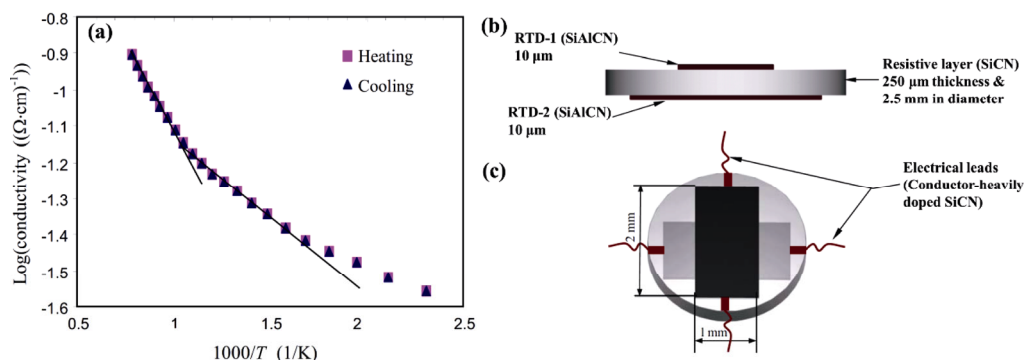 (a)
Heating
Cooling
-0.8
-0.9
-1
-1.1
-1.2
-1.3
-1.4
-1.5
-1.6
0.5
1
1.5
2
2.5
Log(conductivity ((Ω·cm)⁻¹))
1000/T (1/K)
(b)
RTD-1 (SiAlCN)
10 μm
RTD-2 (SiAlCN)
10 μm
Resistive layer (SiCN)
250 μm thickness &
2.5 mm in diameter
(c)
Electrical leads
(Conductor-heavily
doped SiCN)
2 mm
1mm